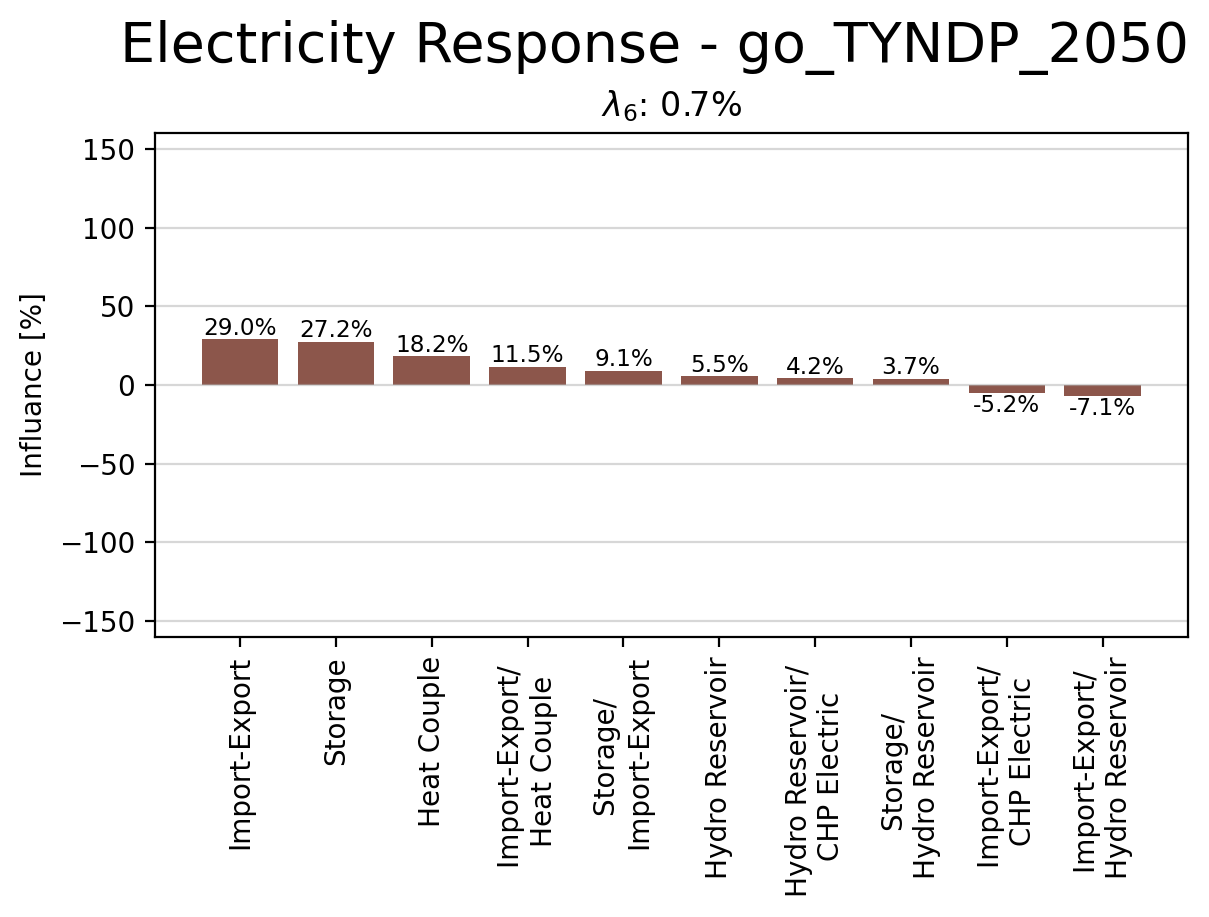 Electricity Response - go_TYNDP_2050
λ₆: 0.7%
Influance [%]
150
100
50
0
−50
−100
−150
29.0%
27.2%
18.2%
11.5%
9.1%
5.5%
4.2%
3.7%
-5.2%
-7.1%
Import-Export
Storage
Heat Couple
Import-Export/
Heat Couple
Storage/
Import-Export
Hydro Reservoir
Hydro Reservoir/
CHP Electric
Storage/
Hydro Reservoir
Import-Export/
CHP Electric
Import-Export/
Hydro Reservoir